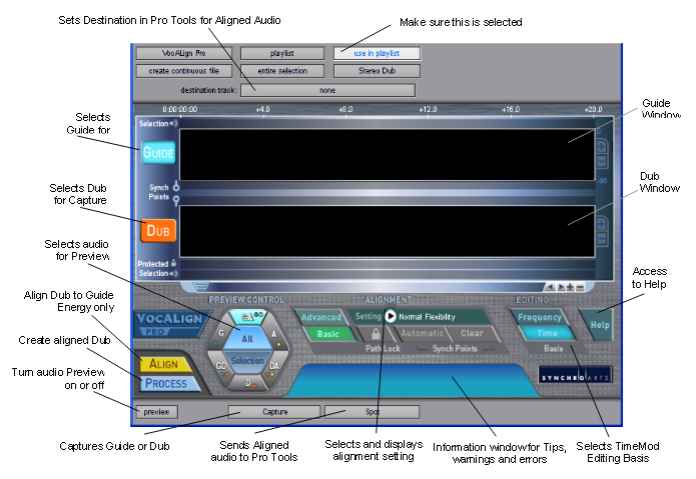 Sets Destination in Pro Tools for Aligned Audio
Make sure this is selected
VocALign Pro
playlist
use in playlist
create continuous file
entire selection
Stereo Dub
destination track:
none
0:00:00:00
+4.0
+8.0
+12.0
+16.0
+20.0
Selects
Guide for
Guide
Window
Selection
GUIDE
Synch
Points
Selects Dub
for Capture
Dub
Window
DUB
Protected
Selection
Selects audio
for Preview
Access
to Help
PREVIEW CONTROL
ALIGNMENT
EDITING
Align Dub to Guide
Energy only
VOCALIGN
PRO
G
A
All
Selection
GD
DA
D
Advanced
Basic
Setting
Normal Flexibility
Automatic
Clear
Path Lock
Synch Points
Frequency
Time
Basis
Help
Create aligned Dub
ALIGN
PROCESS
SYNCHRO ARTS
Turn audio Preview
on or off
preview
Capture
Spot
Captures Guide or Dub
Sends Aligned
audio to Pro Tools
Selects and displays
alignment setting
Information window for Tips,
warnings and errors
Selects TimeMod
Editing Basis